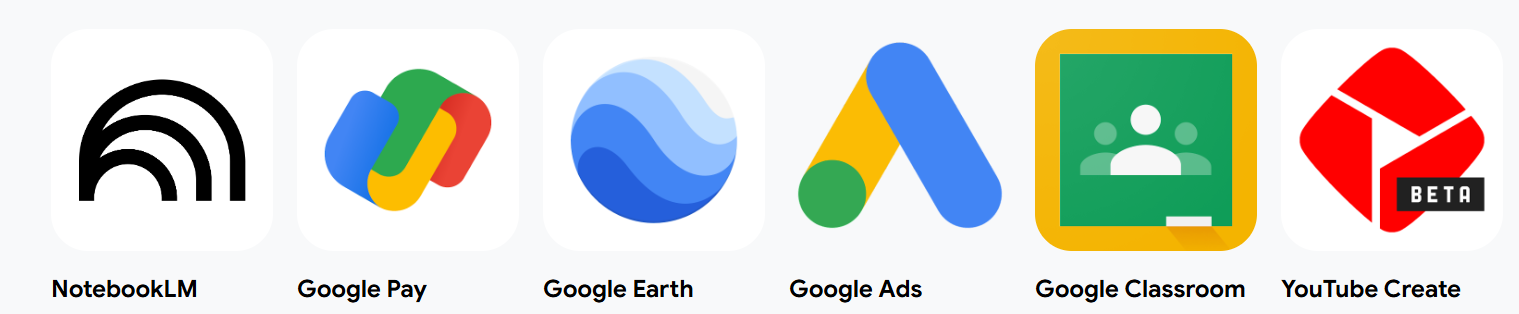 BETA
NotebookLM
Google Pay
Google Earth
Google Ads
Google Classroom
YouTube Create